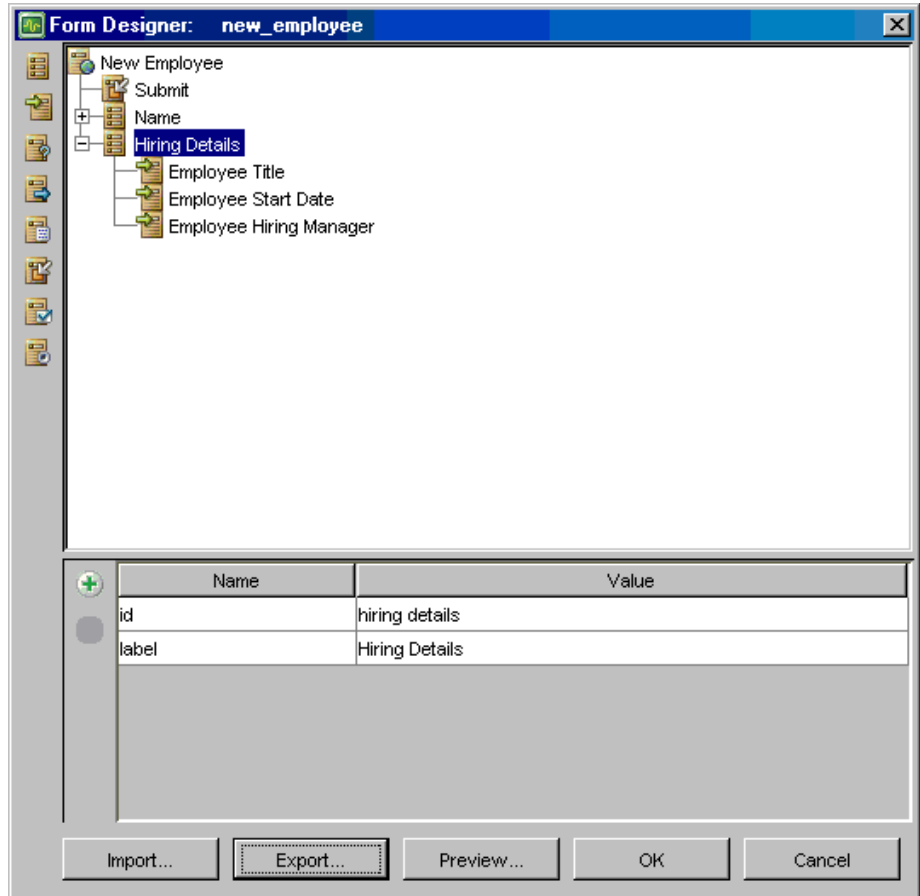 Form Designer: new_employee
New Employee
Submit
Name
Hiring Details
Employee Title
Employee Start Date
Employee Hiring Manager
Name Value
id hiring details
label Hiring Details
Import... Export... Preview... OK Cancel